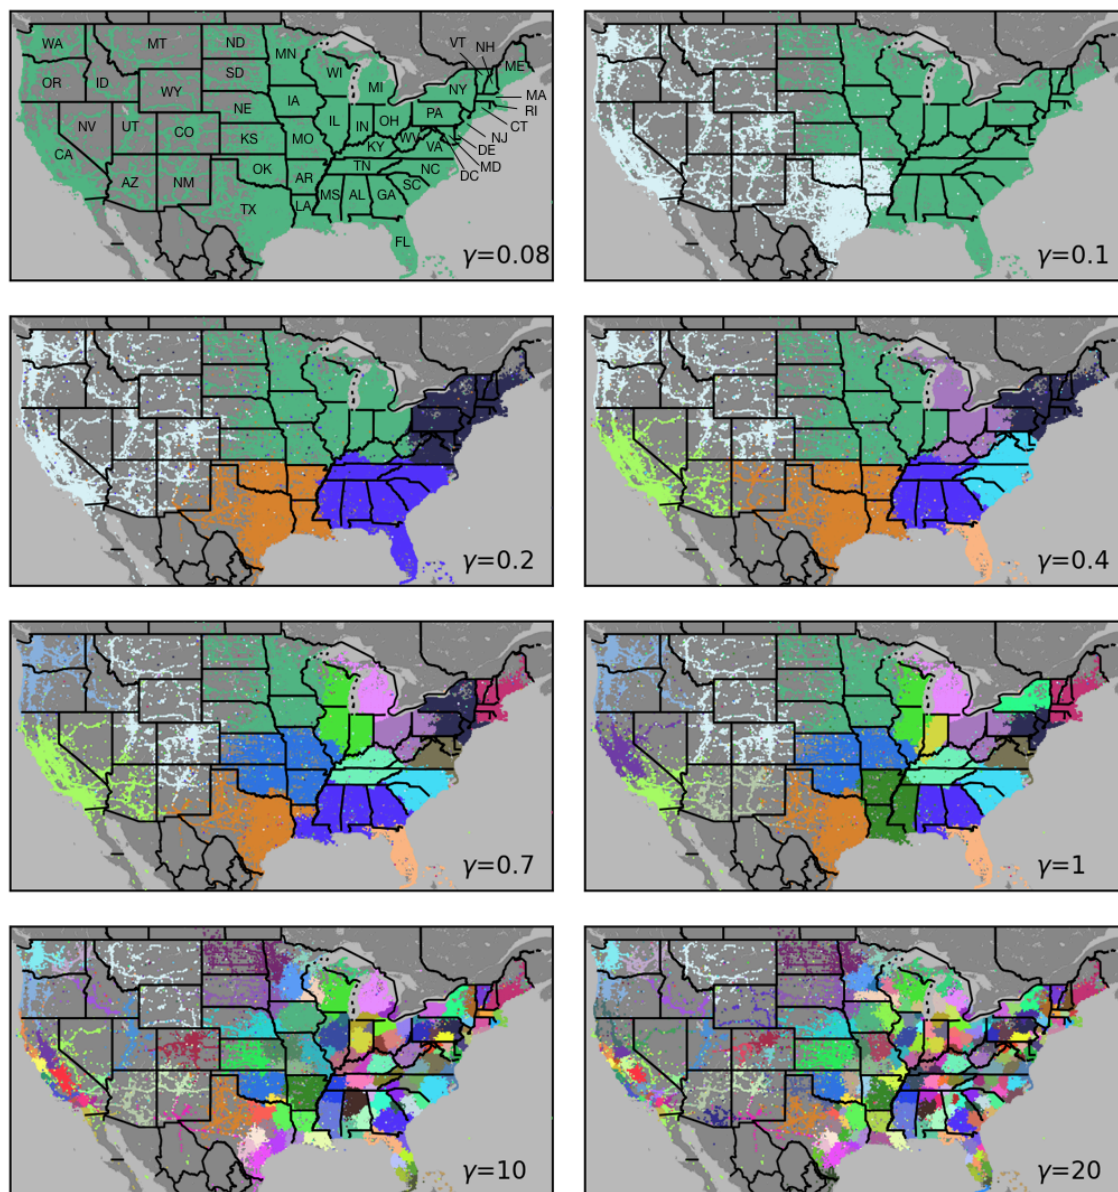 WA MT ND MN VT NH ME
OR ID SD WI MI NY MA
WY RI
NE IA PA CT
NV UT CO IL IN OH NJ
CA KS MO WV VA DE MD
KY DC
AZ NM OK AR TN NC
TX LA MS AL GA SC
FL
γ=0.08
γ=0.1
γ=0.2
γ=0.4
γ=0.7
γ=1
γ=10
γ=20